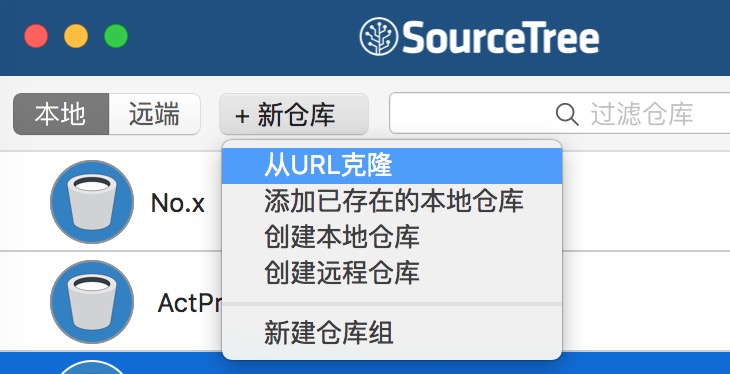 SourceTree
本地 远端 + 新仓库 过滤仓库
从URL克隆
No.x 添加已存在的本地仓库
创建本地仓库
创建远程仓库
ActPr
新建仓库组